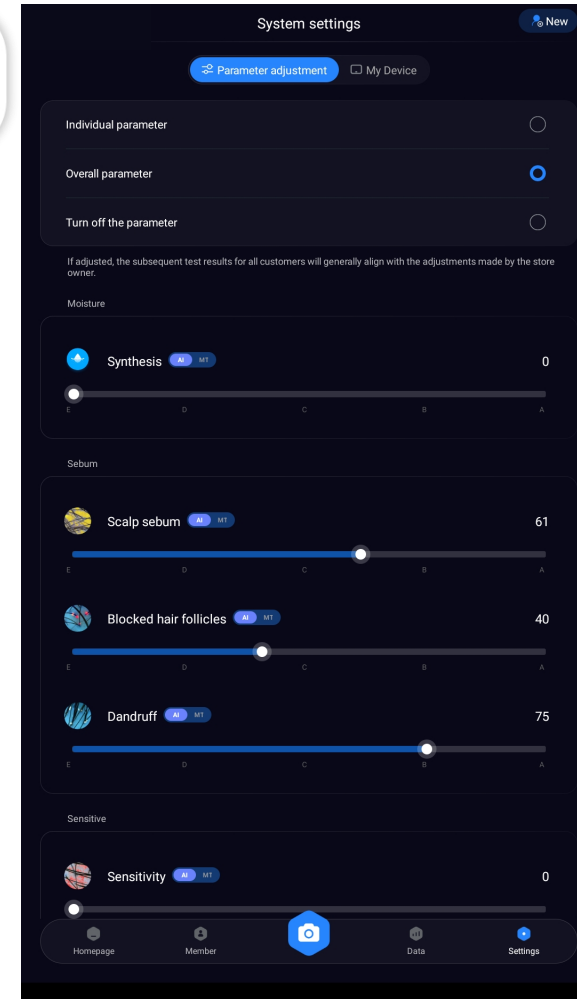 System settings
New
Parameter adjustment
My Device
Individual parameter
Overall parameter
Turn off the parameter
If adjusted, the subsequent test results for all customers will generally align with the adjustments made by the store
owner.
Moisture
Synthesis AI MT 0
E D C B A
Sebum
Scalp sebum AI MT 61
E D C B A
Blocked hair follicles AI MT 40
E D C B A
Dandruff AI MT 75
E D C B A
Sensitive
Sensitivity AI MT 0
Homepage Member Data Settings